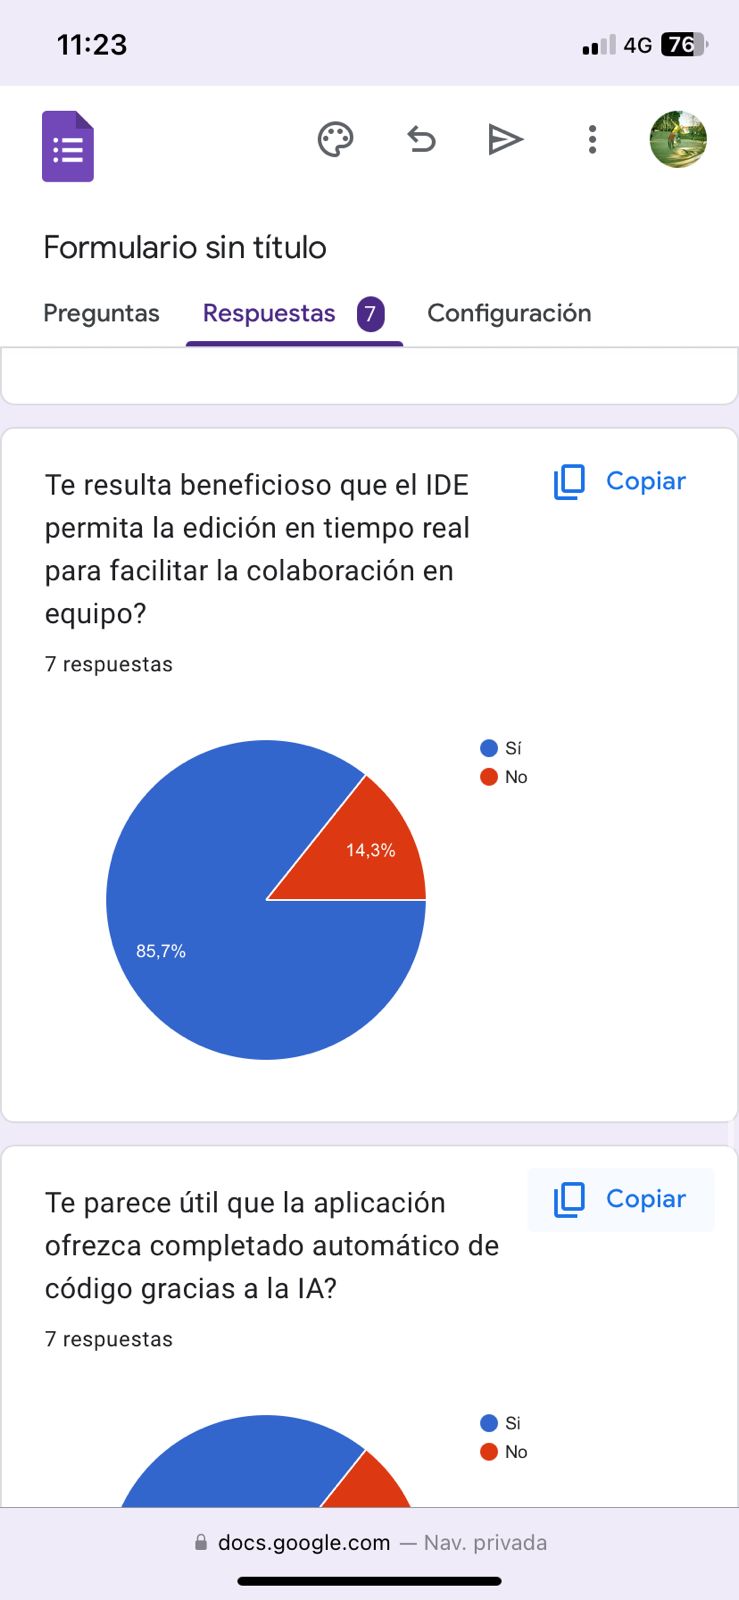 11:23
4G 76
Formulario sin título
Preguntas Respuestas 7 Configuración
Te resulta beneficioso que el IDE
permita la edición en tiempo real
para facilitar la colaboración en
equipo?
Copiar
7 respuestas
Sí
No
14,3%
85,7%
Te parece útil que la aplicación
ofrezca completado automático de
código gracias a la IA?
Copiar
7 respuestas
Si
No
docs.google.com — Nav. privada